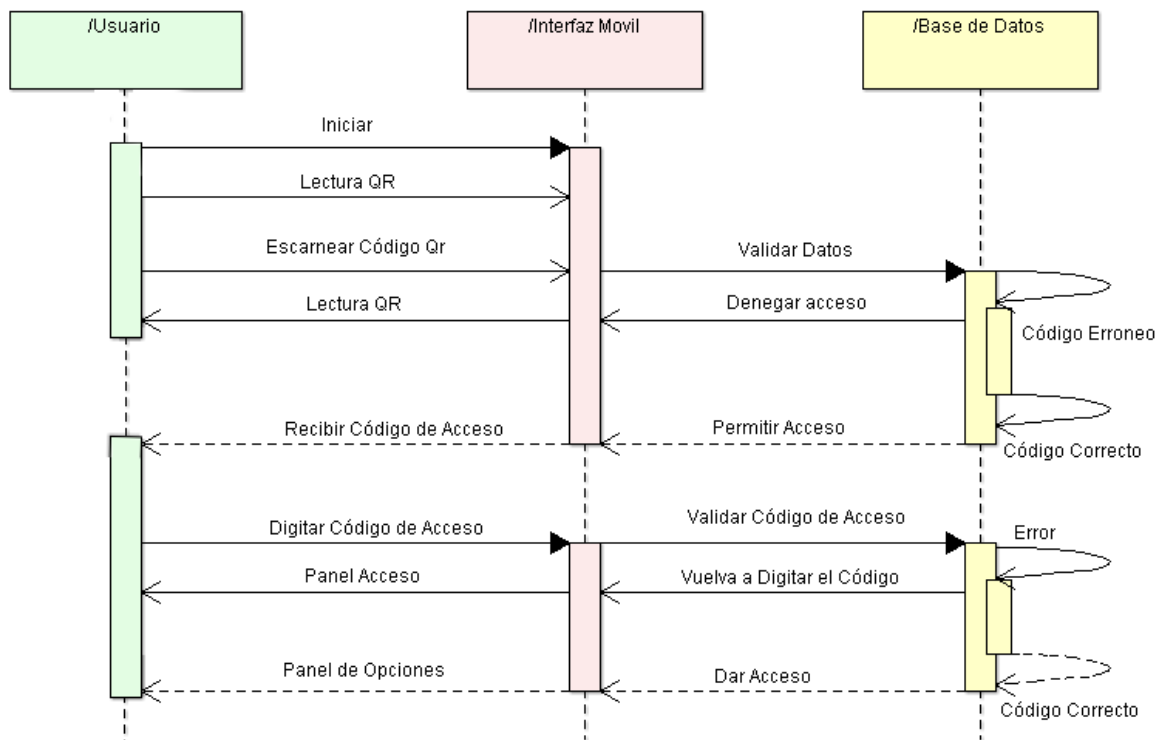 /Usuario
/Interfaz Movil
/Base de Datos
Iniciar
Lectura QR
Escarnear Código Qr
Validar Datos
Lectura QR
Denegar acceso
Código Erroneo
Recibir Código de Acceso
Permitir Acceso
Código Correcto
Digitar Código de Acceso
Validar Código de Acceso
Error
Panel Acceso
Vuelva a Digitar el Código
Panel de Opciones
Dar Acceso
Código Correcto